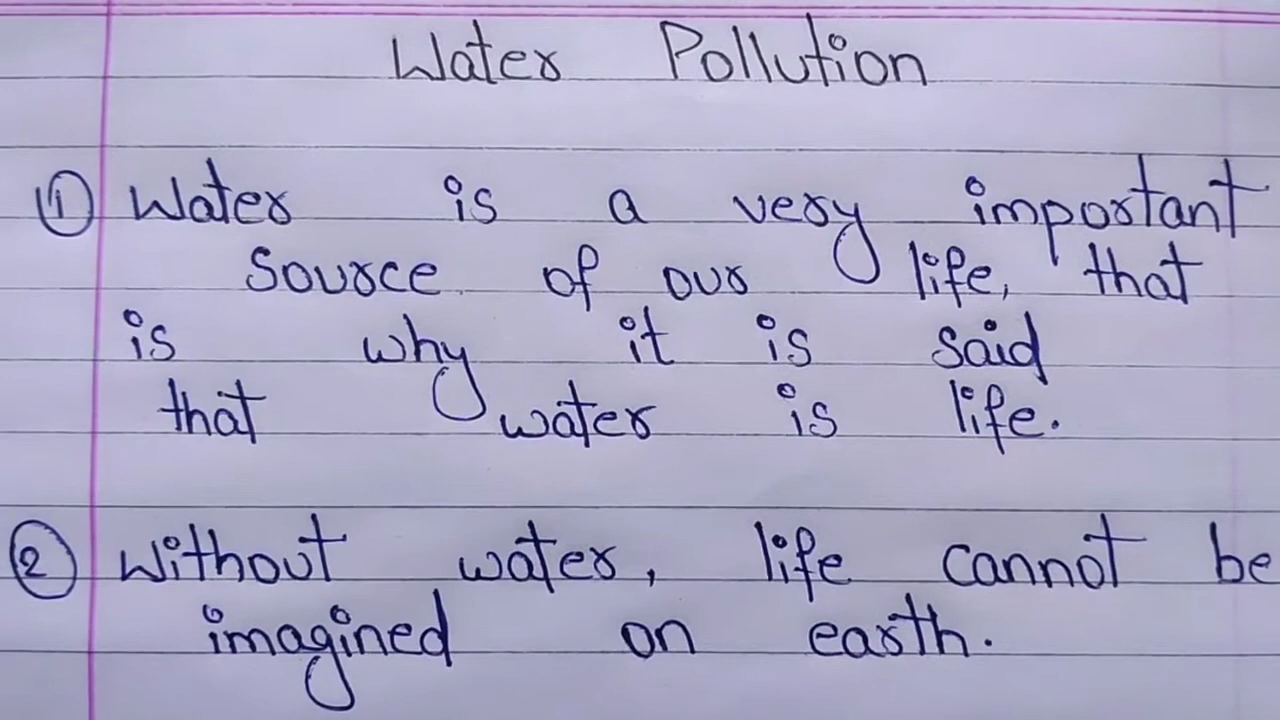 Water Pollution
① Water is a very important
source of our life, that
is why it is said
that water is life.
② Without water, life cannot be
imagined on earth.